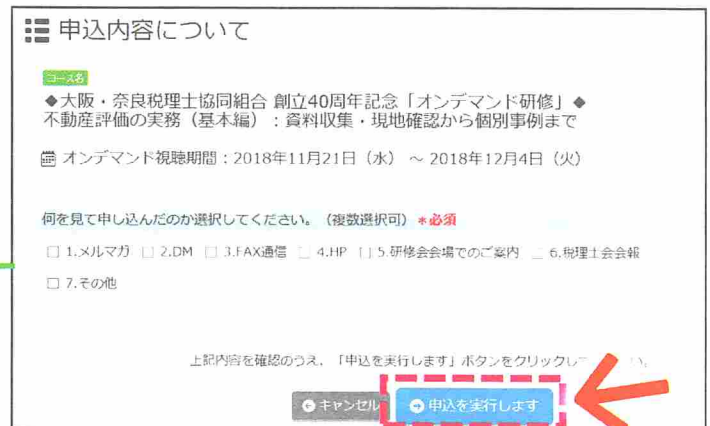 申込内容について
コース名
◆大阪・奈良税理士協同組合 創立40周年記念「オンデマンド研修」◆
不動産評価の実務（基本編）：資料収集・現地確認から個別事例まで
オンデマンド視聴期間：2018年11月21日（水） ～ 2018年12月4日（火）
何を見て申し込んだのか選択してください。（複数選択可）＊必須
□ 1.メルマガ □ 2.DM □ 3.FAX通信 □ 4.HP □ 5.研修会会場でのご案内 □ 6.税理士会会報
□ 7.その他
上記内容を確認のうえ、「申込を実行します」ボタンをクリックし
キャンセル 申込を実行します